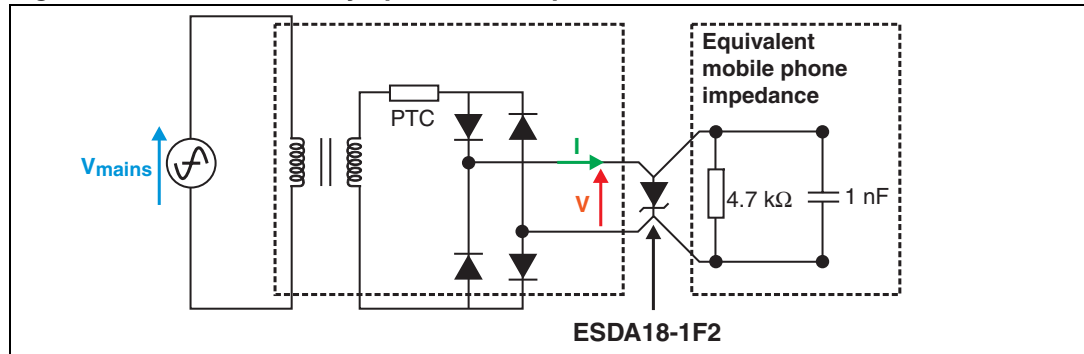 Equivalent
mobile phone
impedance
PTC
I
Vmains
V
4.7 kΩ
1 nF
ESDA18-1F2